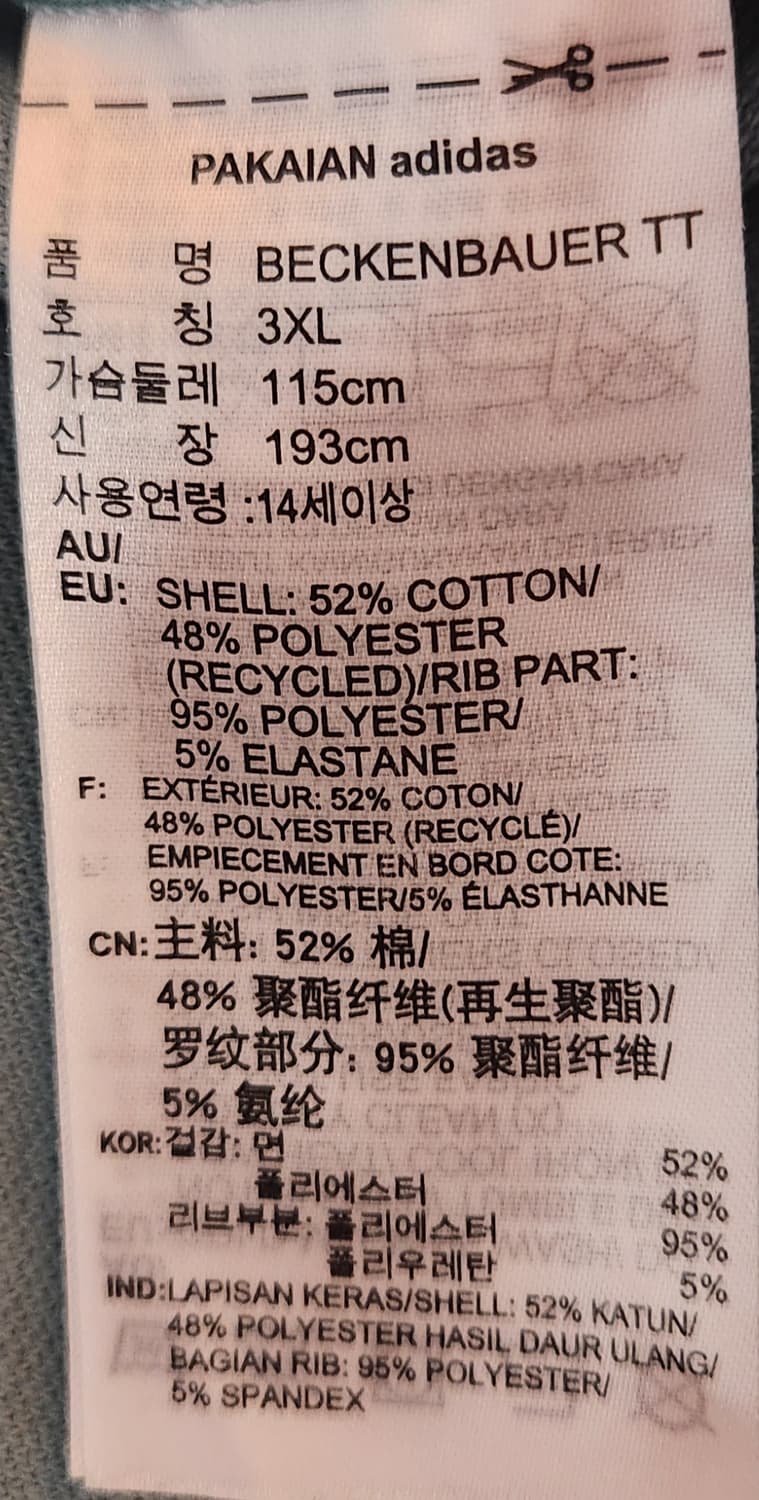 PAKAIAN adidas
품 명 BECKENBAUER TT
호 칭 3XL
가슴둘레 115cm
신 장 193cm
사용연령 :14세이상
AU/
EU: SHELL: 52% COTTON/
48% POLYESTER
(RECYCLED)/RIB PART:
95% POLYESTER/
5% ELASTANE
F: EXTÉRIEUR: 52% COTON/
48% POLYESTER (RECYCLÉ)/
EMPIECEMENT EN BORD COTE:
95% POLYESTER/5% ÉLASTHANNE
CN:主料: 52% 棉/
48% 聚酯纤维(再生聚酯)/
罗纹部分: 95% 聚酯纤维/
5% 氨纶
KOR:겉감: 면 52%
폴리에스터 48%
리브부분: 폴리에스터 95%
폴리우레탄 5%
IND:LAPISAN KERAS/SHELL: 52% KATUN/
48% POLYESTER HASIL DAUR ULANG/
BAGIAN RIB: 95% POLYESTER/
5% SPANDEX